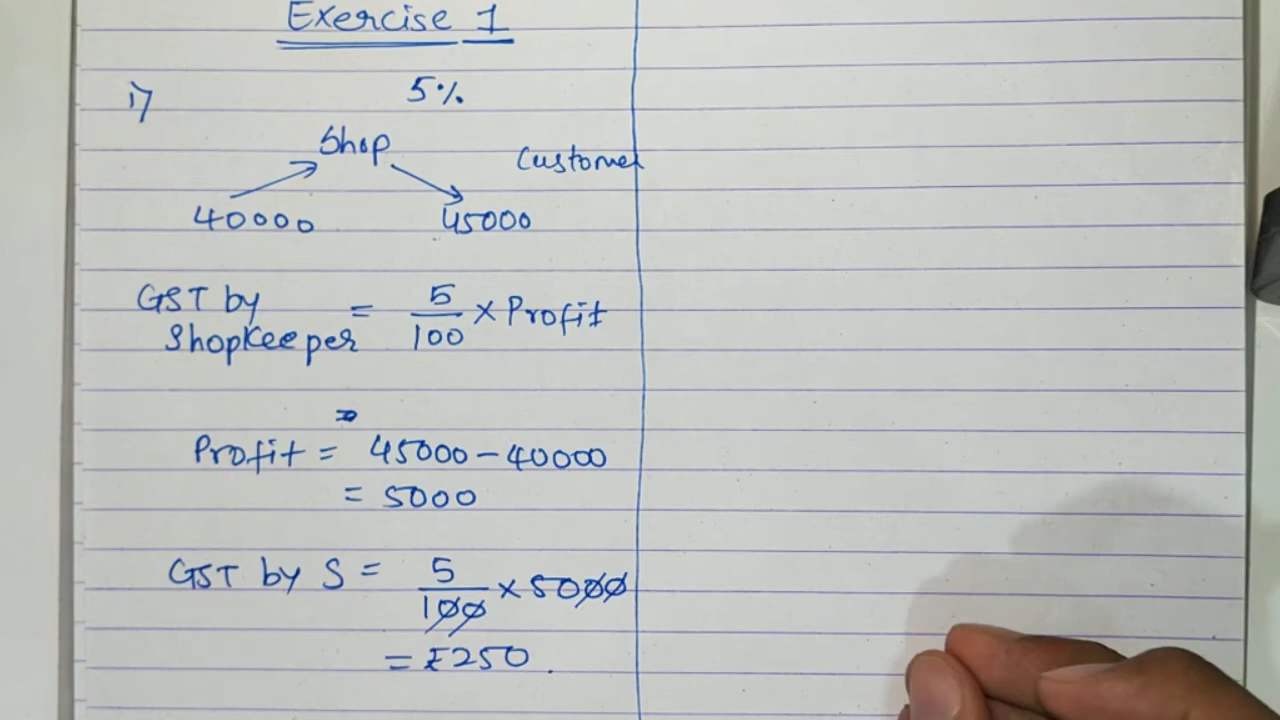 Exercise 1
1) 5%
Shop
Customer
40000 45000
GST by Shopkeeper = 5/100 × Profit
Profit = 45000 - 40000
= 5000
GST by S = 5/100 × 5000
= ₹250.